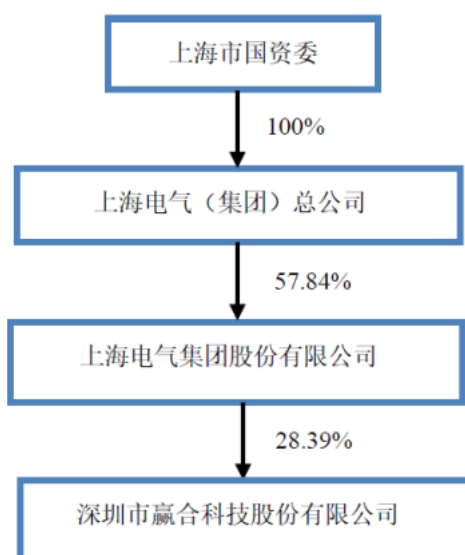 上海市国资委
100%
上海电气（集团）总公司
57.84%
上海电气集团股份有限公司
28.39%
深圳市赢合科技股份有限公司